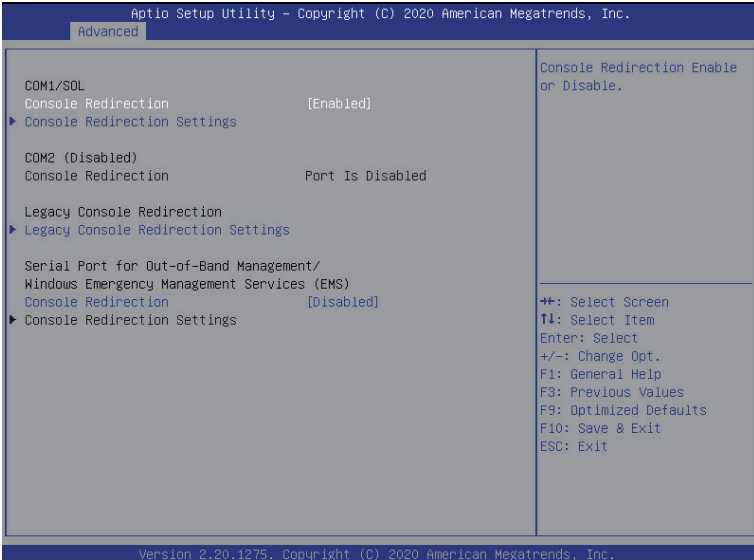 Aptio Setup Utility – Copyright (C) 2020 American Megatrends, Inc.
Advanced
COM1/SOL
Console Redirection [Enabled]
Console Redirection Settings
COM2 (Disabled)
Console Redirection Port Is Disabled
Legacy Console Redirection
Legacy Console Redirection Settings
Serial Port for Out-of-Band Management/
Windows Emergency Management Services (EMS)
Console Redirection [Disabled]
Console Redirection Settings
Console Redirection Enable
or Disable.
→←: Select Screen
↑↓: Select Item
Enter: Select
+/-: Change Opt.
F1: General Help
F3: Previous Values
F9: Optimized Defaults
F10: Save & Exit
ESC: Exit
Version 2.20.1275. Copyright (C) 2020 American Megatrends, Inc.